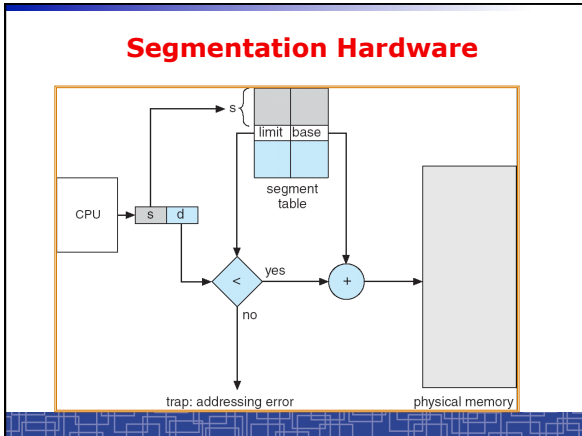 Segmentation Hardware
s
limit base
segment
table
CPU
s d
< yes +
no
trap: addressing error
physical memory